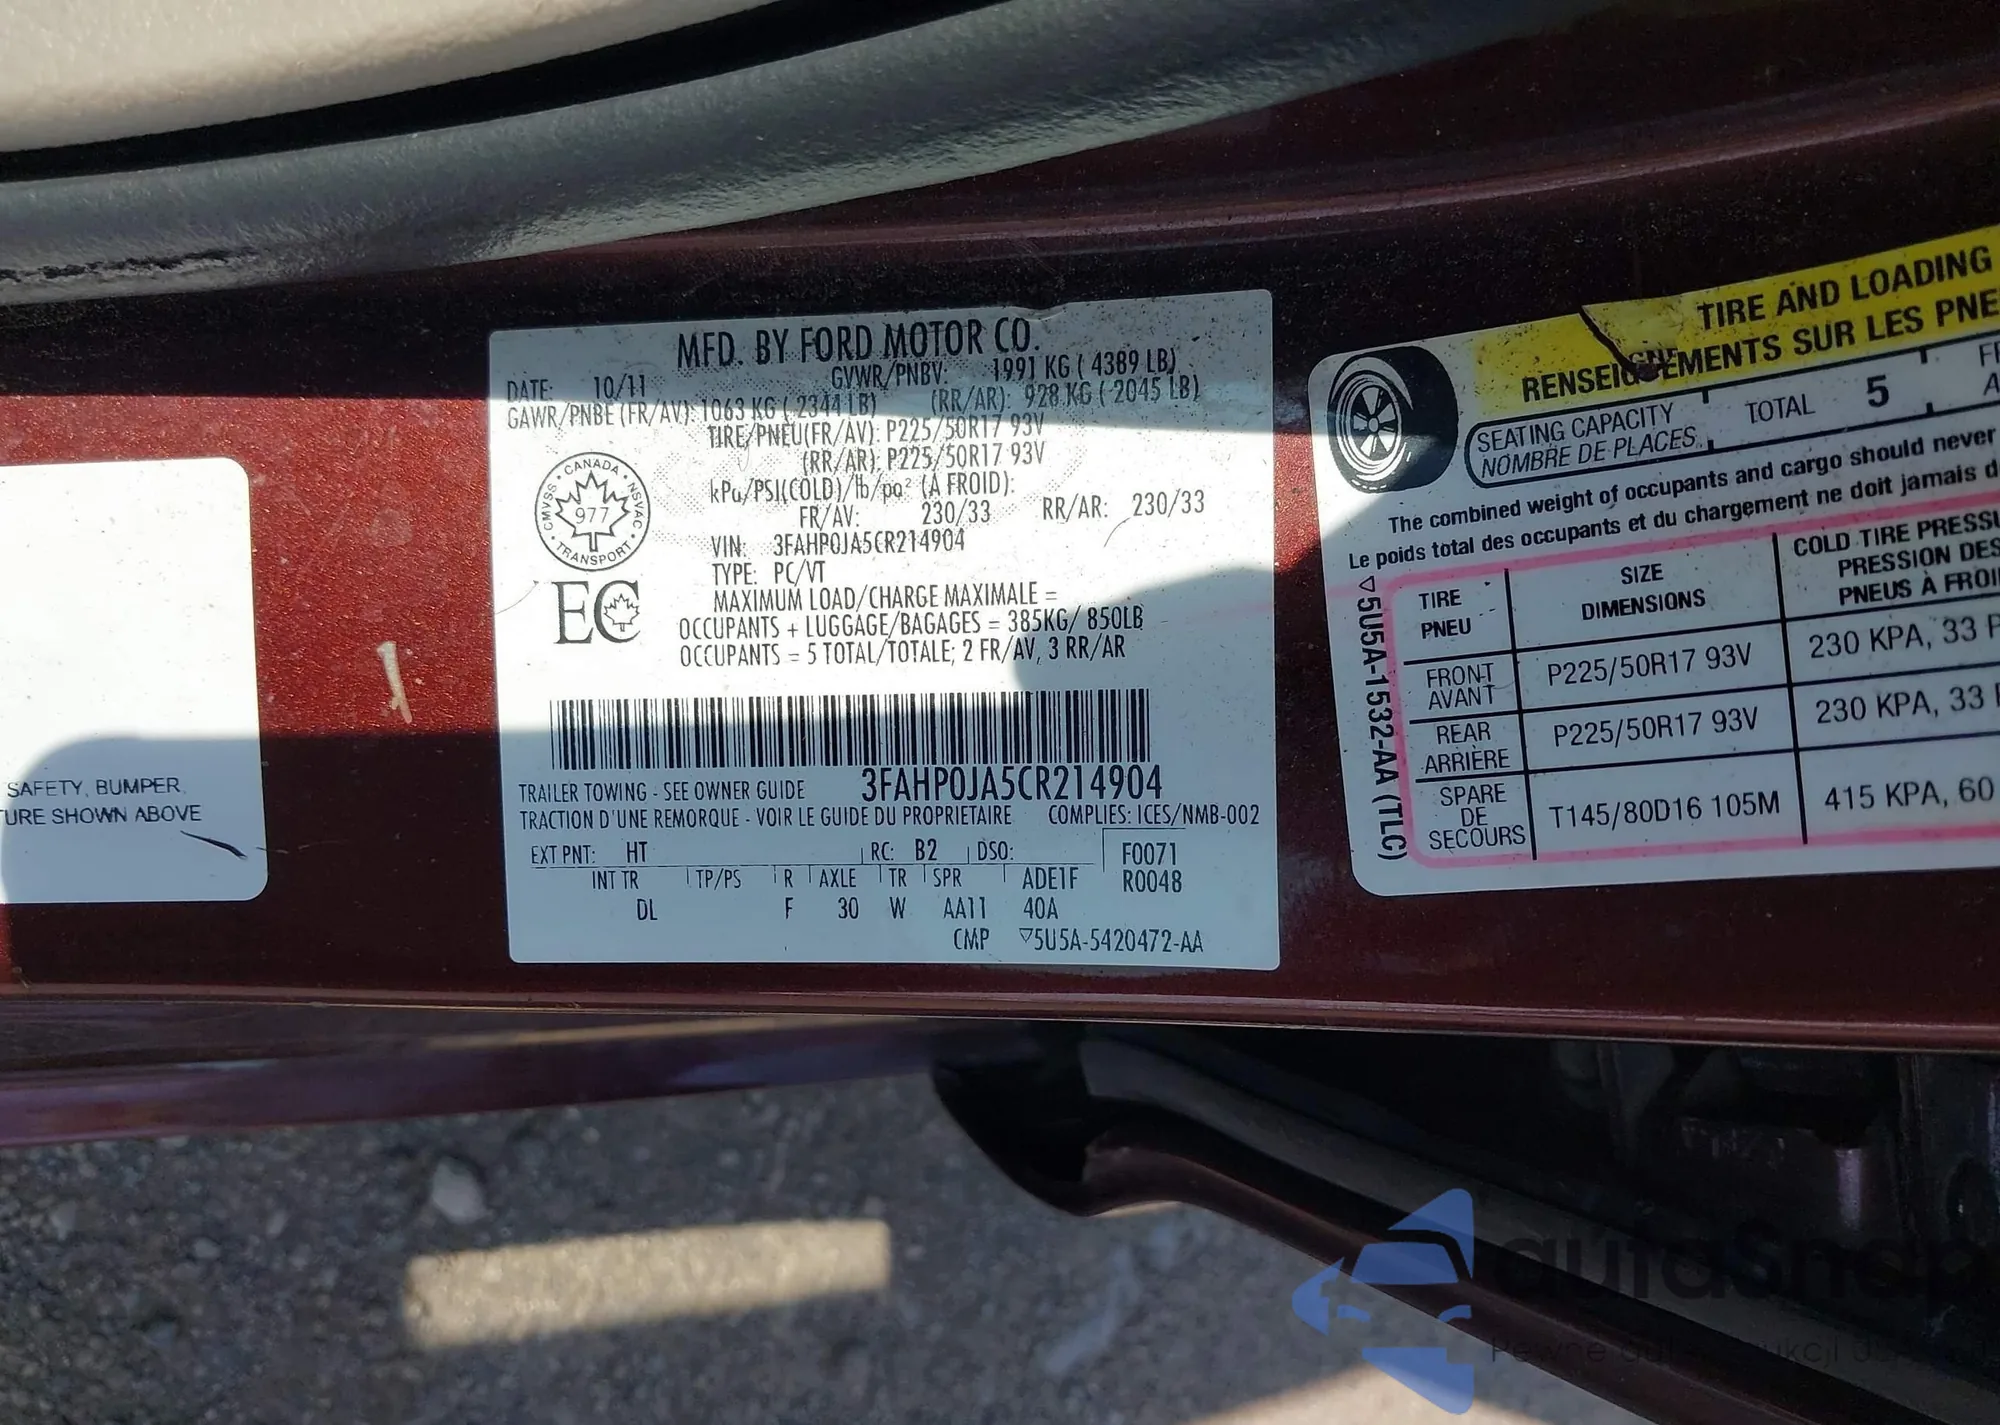 SAFETY, BUMPER,
TURE SHOWN ABOVE
MFD. BY FORD MOTOR CO.
DATE: 10/11 GVWR/PNBV: 1991 KG ( 4389 LB)
GAWR/PNBE (FR/AV): 1063 KG ( 2344 LB) (RR/AR): 928 KG ( 2045 LB)
TIRE/PNEU(FR/AV): P225/50R17 93V
(RR/AR): P225/50R17 93V
kPa/PSI(COLD)/lb/po² (À FROID):
FR/AV: 230/33 RR/AR: 230/33
VIN: 3FAHP0JA5CR214904
TYPE: PC/VT
MAXIMUM LOAD/CHARGE MAXIMALE =
OCCUPANTS + LUGGAGE/BAGAGES = 385KG/ 850LB
OCCUPANTS = 5 TOTAL/TOTALE; 2 FR/AV, 3 RR/AR
CANADA
CMVSS 977 NSVAC
TRANSPORT
EC
3FAHP0JA5CR214904
TRAILER TOWING - SEE OWNER GUIDE
TRACTION D'UNE REMORQUE - VOIR LE GUIDE DU PROPRIETAIRE COMPLIES: ICES/NMB-002
EXT PNT: HT RC: B2 DSO: F0071
INT TR TP/PS R AXLE TR SPR ADE1F R0048
DL F 30 W AA11 40A
CMP ▽5U5A-5420472-AA
TIRE AND LOADING
RENSEIGNEMENTS SUR LES PNE
SEATING CAPACITY
NOMBRE DE PLACES
TOTAL 5
The combined weight of occupants and cargo should never
Le poids total des occupants et du chargement ne doit jamais d
▽5U5A-1532-AA (TLC)
TIRE
PNEU
SIZE
DIMENSIONS
COLD TIRE PRESSU
PRESSION DES
PNEUS À FROI
FRONT
AVANT
P225/50R17 93V
230 KPA, 33 P
REAR
ARRIÈRE
P225/50R17 93V
230 KPA, 33 P
SPARE
DE
SECOURS
T145/80D16 105M
415 KPA, 60
autosnap